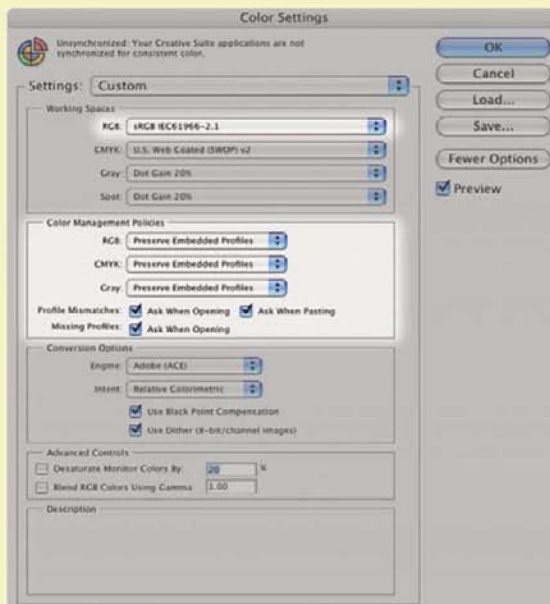 Color Settings
Unsynchronized: Your Creative Suite applications are not
synchronized for consistent color.
Settings: Custom
Working Spaces
RGB: sRGB IEC61966-2.1
CMYK: U.S. Web Coated (SWOP) v2
Gray: Dot Gain 20%
Spot: Dot Gain 20%
Color Management Policies
RGB: Preserve Embedded Profiles
CMYK: Preserve Embedded Profiles
Gray: Preserve Embedded Profiles
Profile Mismatches: Ask When Opening Ask When Pasting
Missing Profiles: Ask When Opening
Conversion Options
Engine: Adobe (ACE)
Intent: Relative Colorimetric
Use Black Point Compensation
Use Dither (8-bit/channel images)
Advanced Controls
Desaturate Monitor Colors By: 20 %
Blend RGB Colors Using Gamma: 1.00
Description
OK
Cancel
Load...
Save...
Fewer Options
Preview